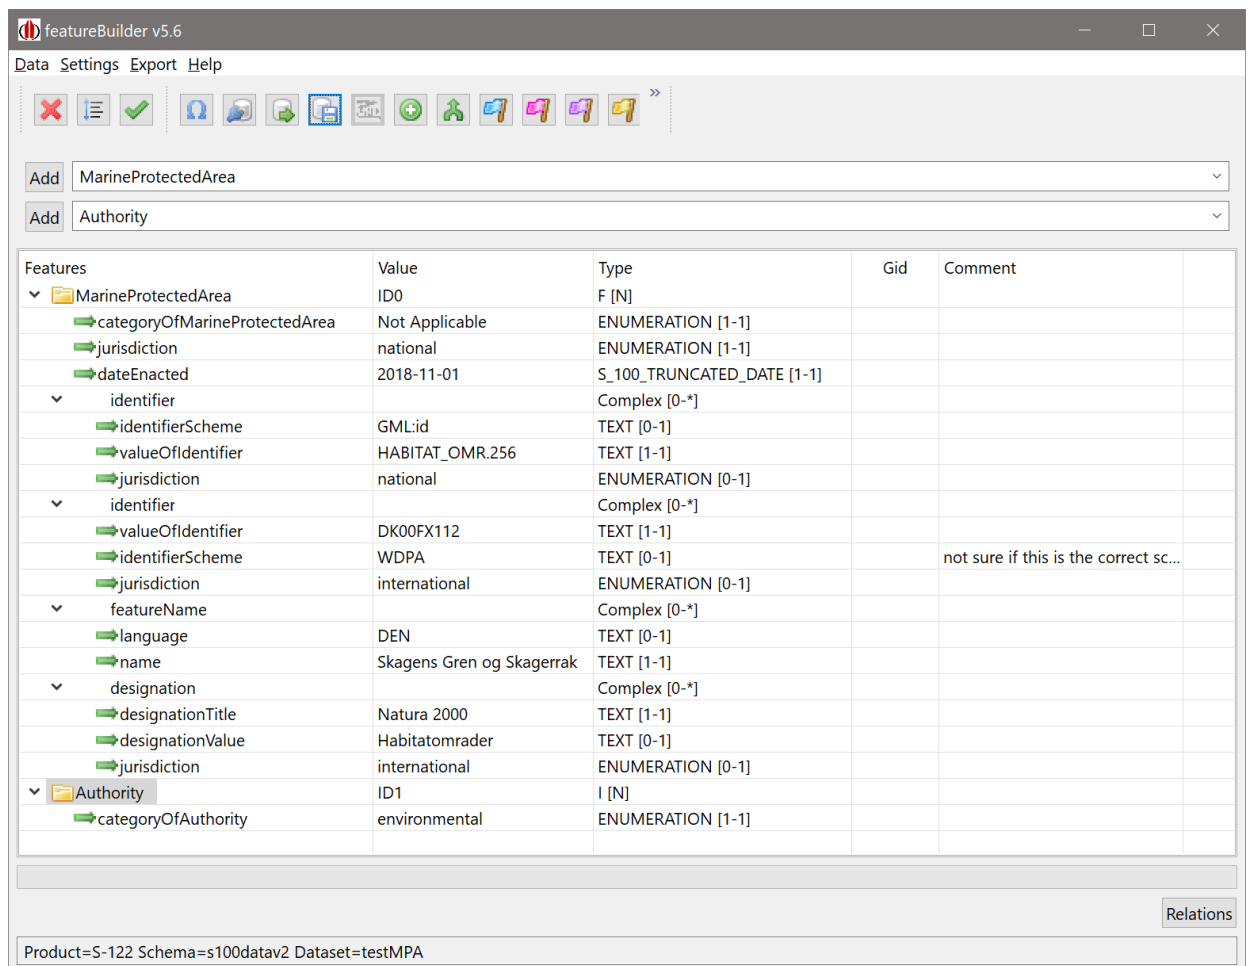 featureBuilder v5.6
Data Settings Export Help
Add MarineProtectedArea
Add Authority
Features Value Type Gid Comment
MarineProtectedArea ID0 F [N]
categoryOfMarineProtectedArea Not Applicable ENUMERATION [1-1]
jurisdiction national ENUMERATION [1-1]
dateEnacted 2018-11-01 S_100_TRUNCATED_DATE [1-1]
identifier Complex [0-*]
identifierScheme GML:id TEXT [0-1]
valueOfIdentifier HABITAT_OMR.256 TEXT [1-1]
jurisdiction national ENUMERATION [0-1]
identifier Complex [0-*]
valueOfIdentifier DK00FX112 TEXT [1-1]
identifierScheme WDPA TEXT [0-1] not sure if this is the correct sc...
jurisdiction international ENUMERATION [0-1]
featureName Complex [0-*]
language DEN TEXT [0-1]
name Skagens Gren og Skagerrak TEXT [1-1]
designation Complex [0-*]
designationTitle Natura 2000 TEXT [1-1]
designationValue Habitatomrader TEXT [0-1]
jurisdiction international ENUMERATION [0-1]
Authority ID1 I [N]
categoryOfAuthority environmental ENUMERATION [1-1]
Relations
Product=S-122 Schema=s100datav2 Dataset=testMPA